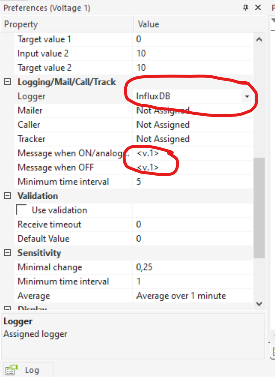 Preferences (Voltage 1)
Property Value
Target value 1 0
Input value 2 10
Target value 2 10
Logging/Mail/Call/Track
Logger InfluxDB
Mailer Not Assigned
Caller Not Assigned
Tracker Not Assigned
Message when ON/analog... <v.1>
Message when OFF <v.1>
Minimum time interval 5
Validation
Use validation
Receive timeout 0
Default Value 0
Sensitivity
Minimal change 0,25
Minimum time interval 1
Average Average over 1 minute
Display
Logger
Assigned logger
Log